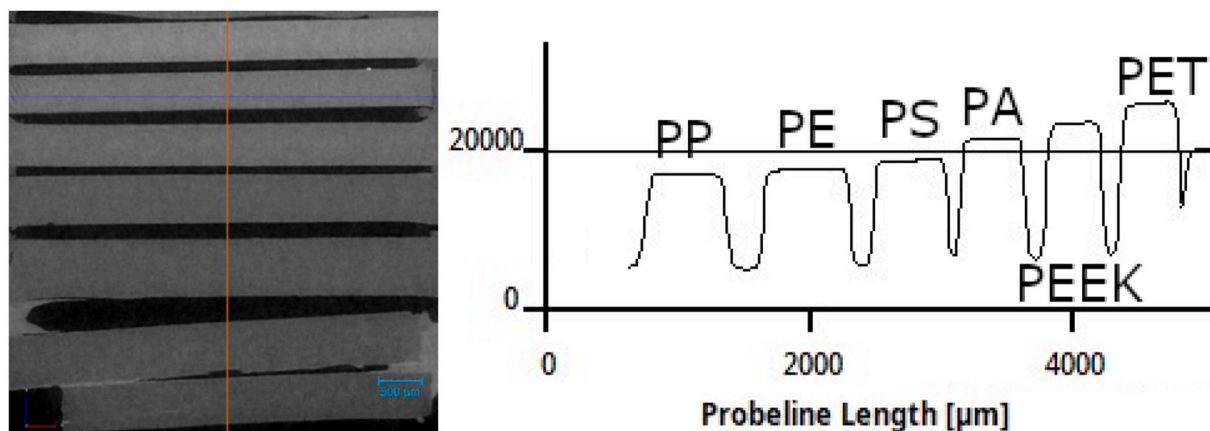 500 µm
PP PE PS PA PET
20000
PEEK
0
0 2000 4000
Probeline Length [µm]